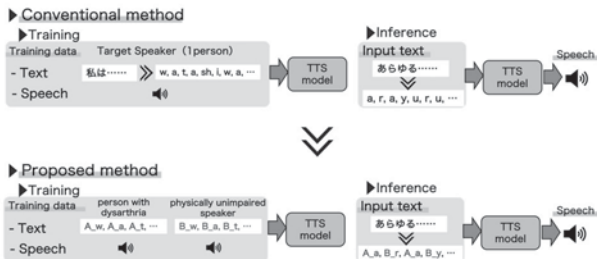 ▶Conventional method
▶Training
Training data Target Speaker (1person)
- Text 私は…… w, a, t, a, sh, i, w, a, …
- Speech
TTS model
▶Inference
Input text
あらゆる……
a, r, a, y, u, r, u, …
TTS model
Speech
▶Proposed method
▶Training
Training data person with dysarthria physically unimpaired speaker
- Text A_w, A_a, A_t, … B_w, B_a, B_t, …
- Speech
TTS model
▶Inference
Input text
あらゆる……
A_a, B_r, A_a, B_y, …
TTS model
Speech